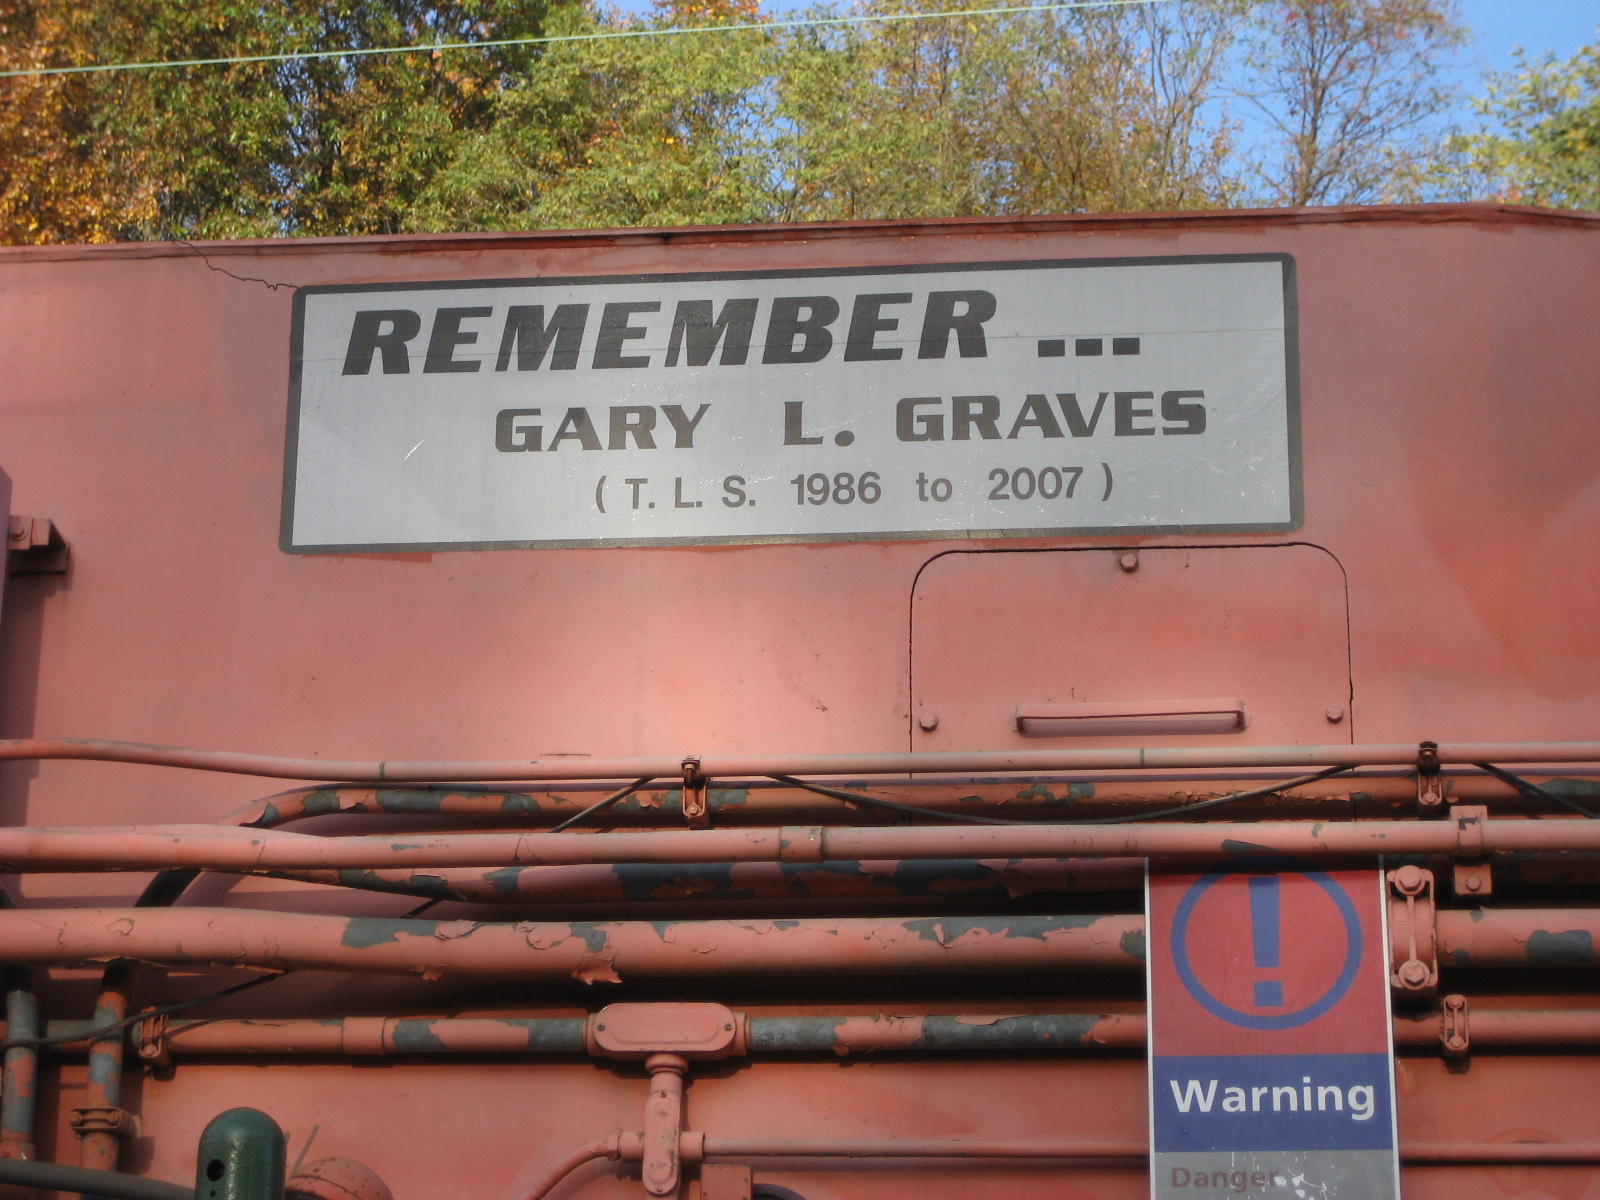 REMEMBER ...
GARY L. GRAVES
( T. L. S. 1986 to 2007 )
!
Warning
Danger